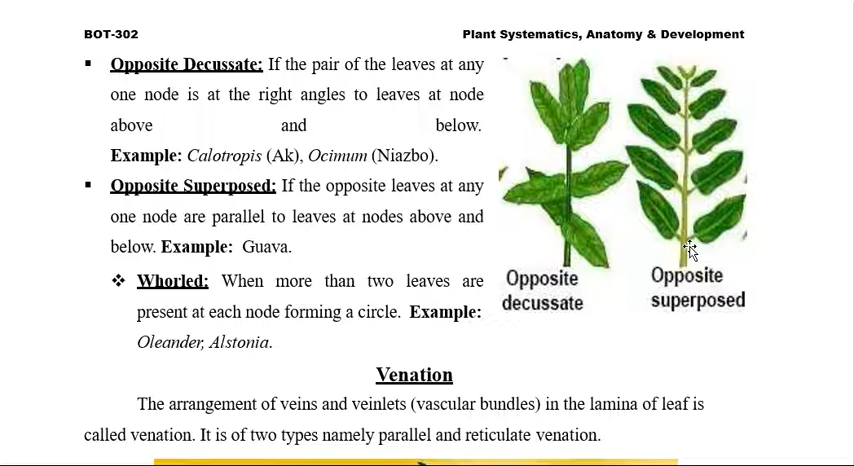 BOT-302 Plant Systematics, Anatomy & Development
▪ Opposite Decussate: If the pair of the leaves at any
one node is at the right angles to leaves at node
above and below.
Example: Calotropis (Ak), Ocimum (Niazbo).
▪ Opposite Superposed: If the opposite leaves at any
one node are parallel to leaves at nodes above and
below. Example: Guava.
❖ Whorled: When more than two leaves are
present at each node forming a circle. Example:
Oleander, Alstonia.
Opposite
decussate
Opposite
superposed
Venation
The arrangement of veins and veinlets (vascular bundles) in the lamina of leaf is
called venation. It is of two types namely parallel and reticulate venation.